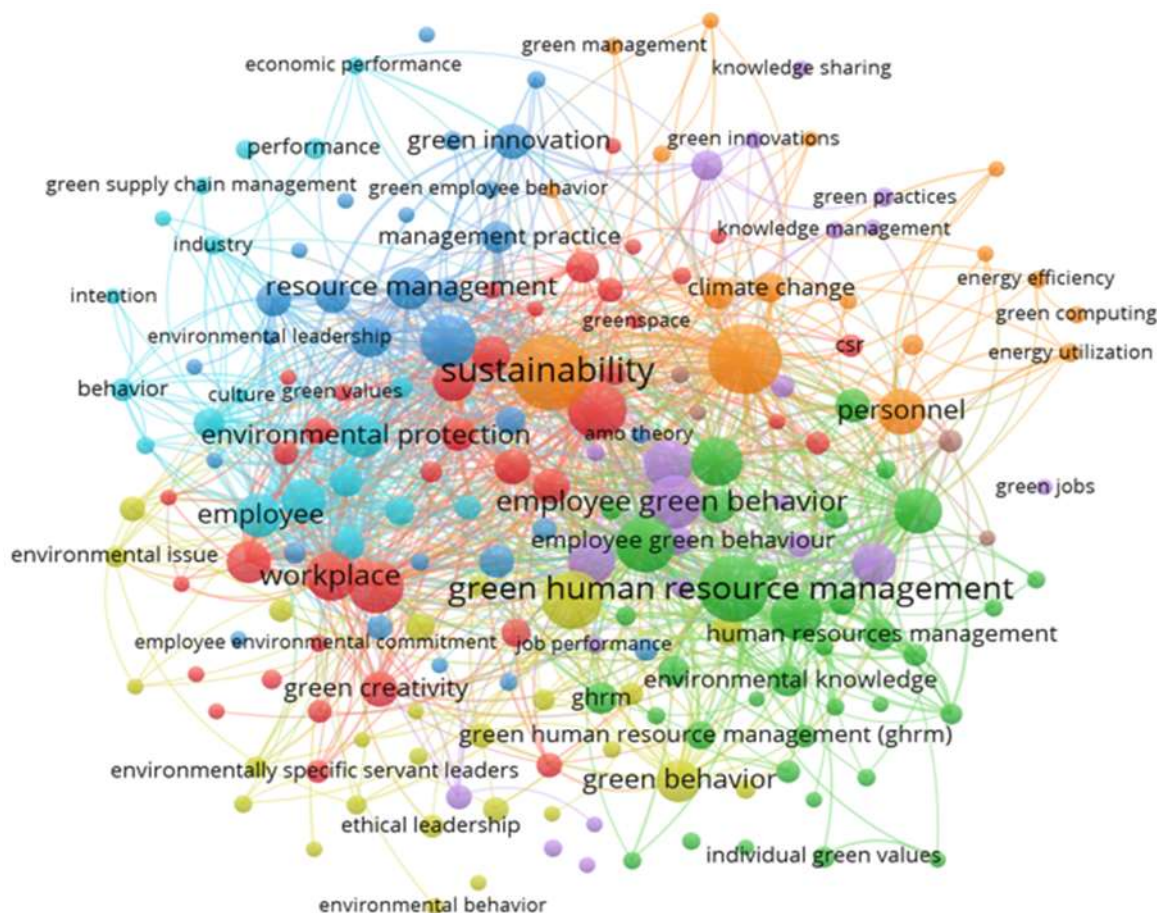 green management
economic performance
knowledge sharing
green innovation
green innovations
performance
green supply chain management
green employee behavior
green practices
management practice
knowledge management
industry
resource management
climate change
energy efficiency
intention
green computing
environmental leadership
greenspace
csr
energy utilization
sustainability
behavior
culture
green values
personnel
environmental protection
amo theory
green jobs
employee green behavior
employee
employee green behaviour
environmental issue
workplace
green human resource management
employee environmental commitment
job performance
human resources management
green creativity
ghrm
environmental knowledge
green human resource management (ghrm)
environmentally specific servant leaders
green behavior
ethical leadership
individual green values
environmental behavior